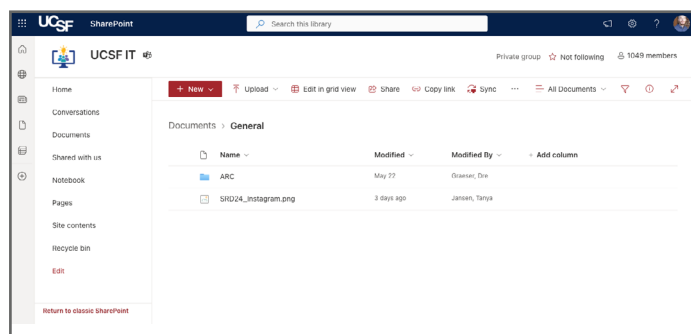 UCSF SharePoint Search this library ?
UCSF IT Private group Not following 1049 members
Home
Conversations
Documents
Shared with us
Notebook
Pages
Site contents
Recycle bin
Edit
Return to classic SharePoint
+ New Upload Edit in grid view Share Copy link Sync ... All Documents
Documents > General
Name Modified Modified By + Add column
ARC May 22 Graeser, Dre
SRD24_Instagram.png 3 days ago Jansen, Tanya